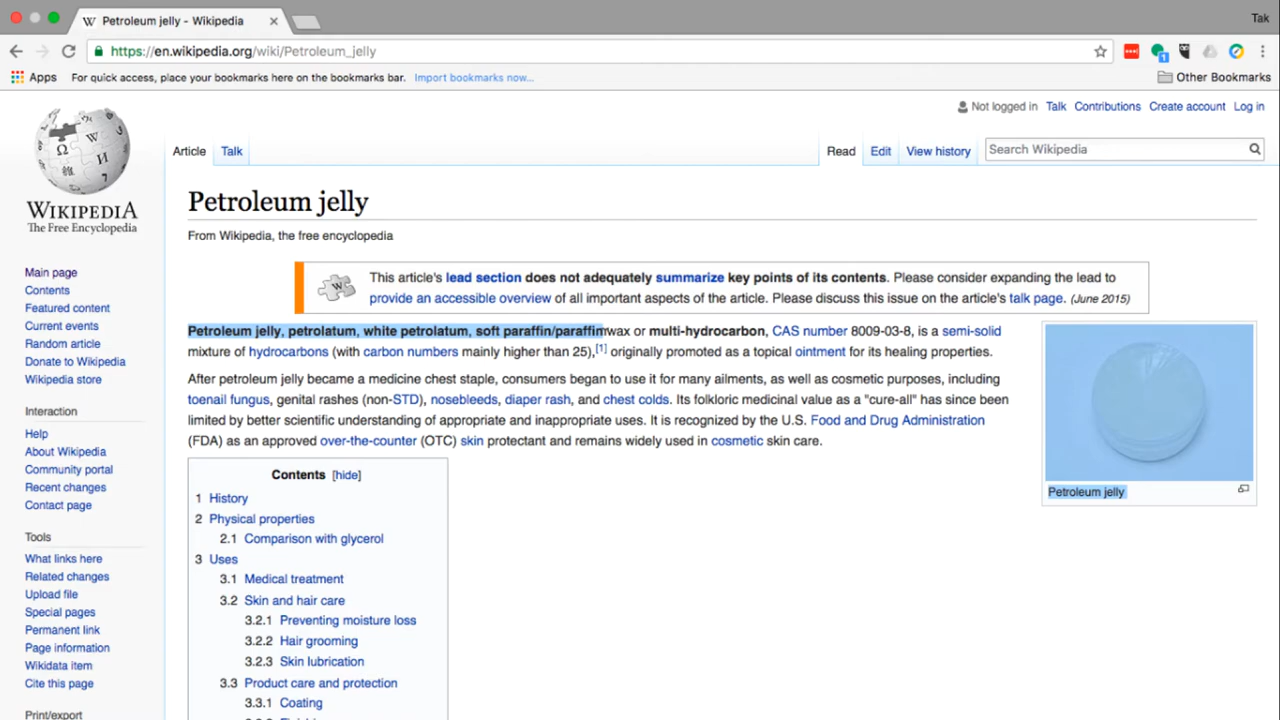 Petroleum jelly - Wikipedia
Tak
https://en.wikipedia.org/wiki/Petroleum_jelly
1
Apps For quick access, place your bookmarks here on the bookmarks bar. Import bookmarks now... Other Bookmarks
Not logged in Talk Contributions Create account Log in
Article Talk Read Edit View history Search Wikipedia
WIKIPEDIA
The Free Encyclopedia
Petroleum jelly
From Wikipedia, the free encyclopedia
This article's lead section does not adequately summarize key points of its contents. Please consider expanding the lead to
provide an accessible overview of all important aspects of the article. Please discuss this issue on the article's talk page. (June 2015)
Petroleum jelly, petrolatum, white petrolatum, soft paraffin/paraffin wax or multi-hydrocarbon, CAS number 8009-03-8, is a semi-solid
mixture of hydrocarbons (with carbon numbers mainly higher than 25),[1] originally promoted as a topical ointment for its healing properties.
After petroleum jelly became a medicine chest staple, consumers began to use it for many ailments, as well as cosmetic purposes, including
toenail fungus, genital rashes (non-STD), nosebleeds, diaper rash, and chest colds. Its folkloric medicinal value as a "cure-all" has since been
limited by better scientific understanding of appropriate and inappropriate uses. It is recognized by the U.S. Food and Drug Administration
(FDA) as an approved over-the-counter (OTC) skin protectant and remains widely used in cosmetic skin care.
Petroleum jelly
Contents [hide]
1 History
2 Physical properties
2.1 Comparison with glycerol
3 Uses
3.1 Medical treatment
3.2 Skin and hair care
3.2.1 Preventing moisture loss
3.2.2 Hair grooming
3.2.3 Skin lubrication
3.3 Product care and protection
3.3.1 Coating
Main page
Contents
Featured content
Current events
Random article
Donate to Wikipedia
Wikipedia store
Interaction
Help
About Wikipedia
Community portal
Recent changes
Contact page
Tools
What links here
Related changes
Upload file
Special pages
Permanent link
Page information
Wikidata item
Cite this page
Print/export